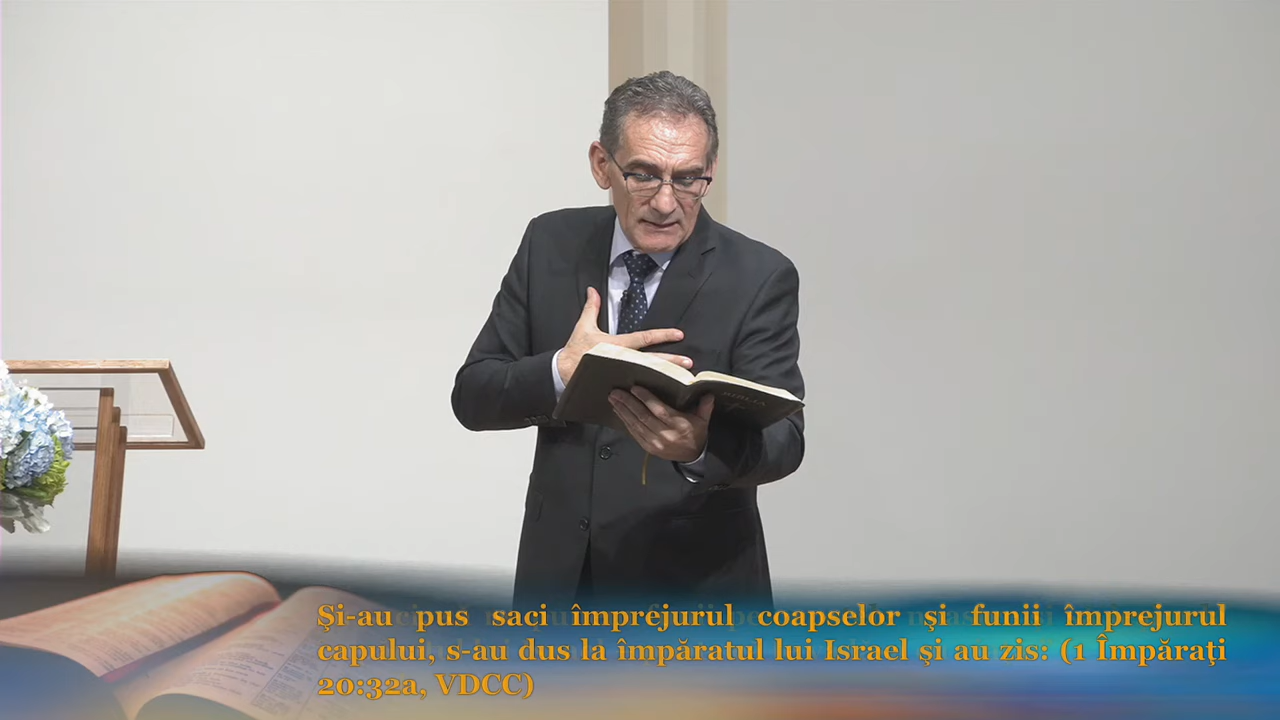 BIBLIA
Şi-au pus saci împrejurul coapselor şi funii împrejurul
capului, s-au dus la împăratul lui Israel şi au zis: (1 Împăraţi
20:32a, VDCC)